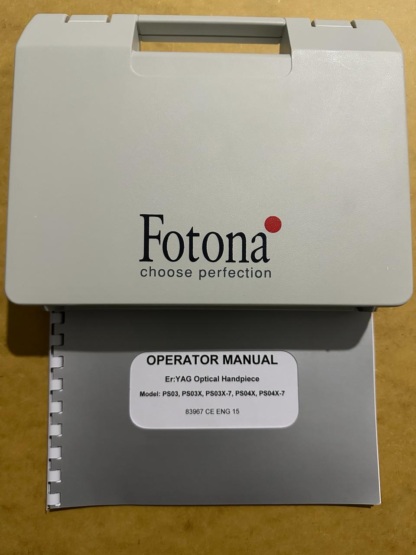 Fotona
choose perfection
OPERATOR MANUAL
Er:YAG Optical Handpiece
Model: PS03, PS03X, PS03X-7, PS04X, PS04X-7
83967 CE ENG 15